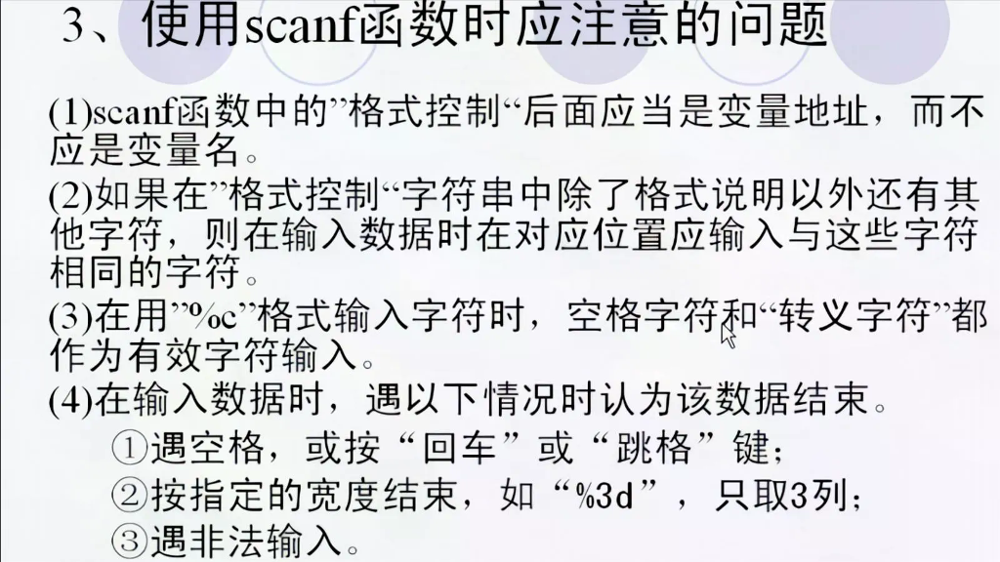 3、使用scanf函数时应注意的问题
(1)scanf函数中的”格式控制“后面应当是变量地址，而不
应是变量名。
(2)如果在”格式控制“字符串中除了格式说明以外还有其
他字符，则在输入数据时在对应位置应输入与这些字符
相同的字符。
(3)在用”%c”格式输入字符时，空格字符和“转义字符”都
作为有效字符输入。
(4)在输入数据时，遇以下情况时认为该数据结束。
①遇空格，或按“回车”或“跳格”键；
②按指定的宽度结束，如“%3d”，只取3列；
③遇非法输入。